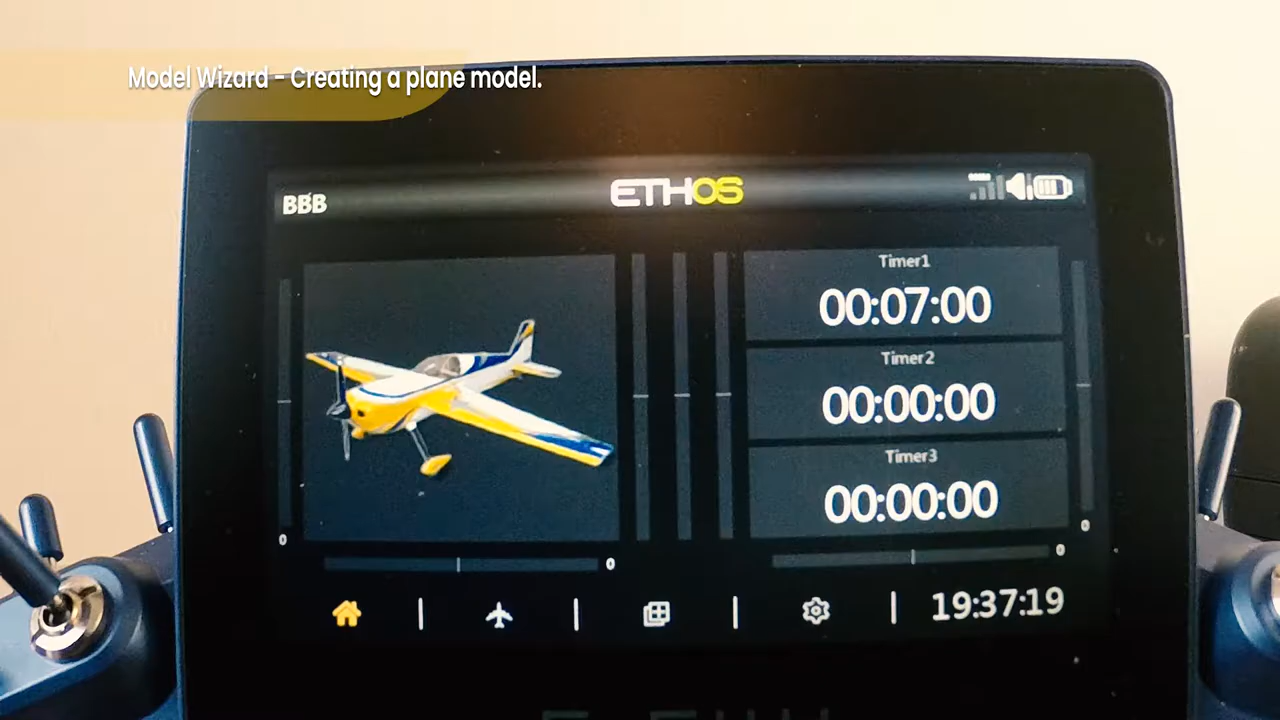 Model Wizard - Creating a plane model.
BBB
ETHOS
Timer1
00:07:00
Timer2
00:00:00
Timer3
00:00:00
0
0
0
0
19:37:19